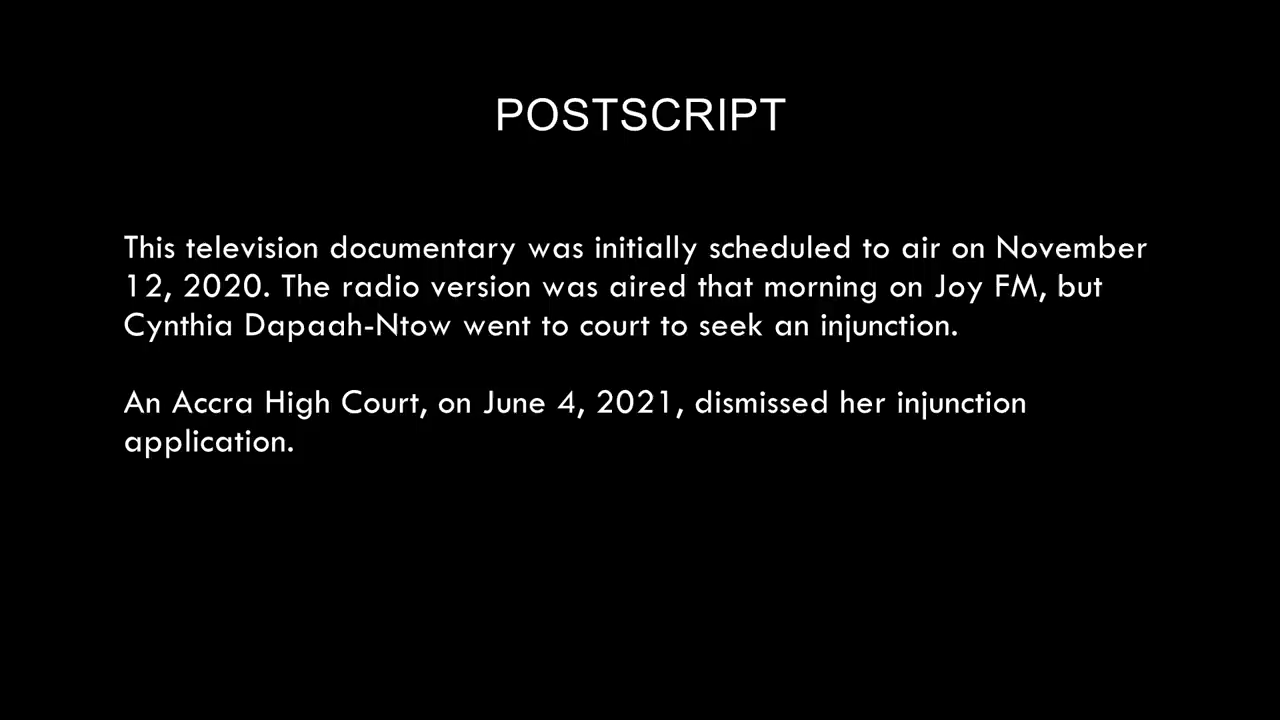 POSTSCRIPT
This television documentary was initially scheduled to air on November
12, 2020. The radio version was aired that morning on Joy FM, but
Cynthia Dapaah-Ntow went to court to seek an injunction.
An Accra High Court, on June 4, 2021, dismissed her injunction
application.